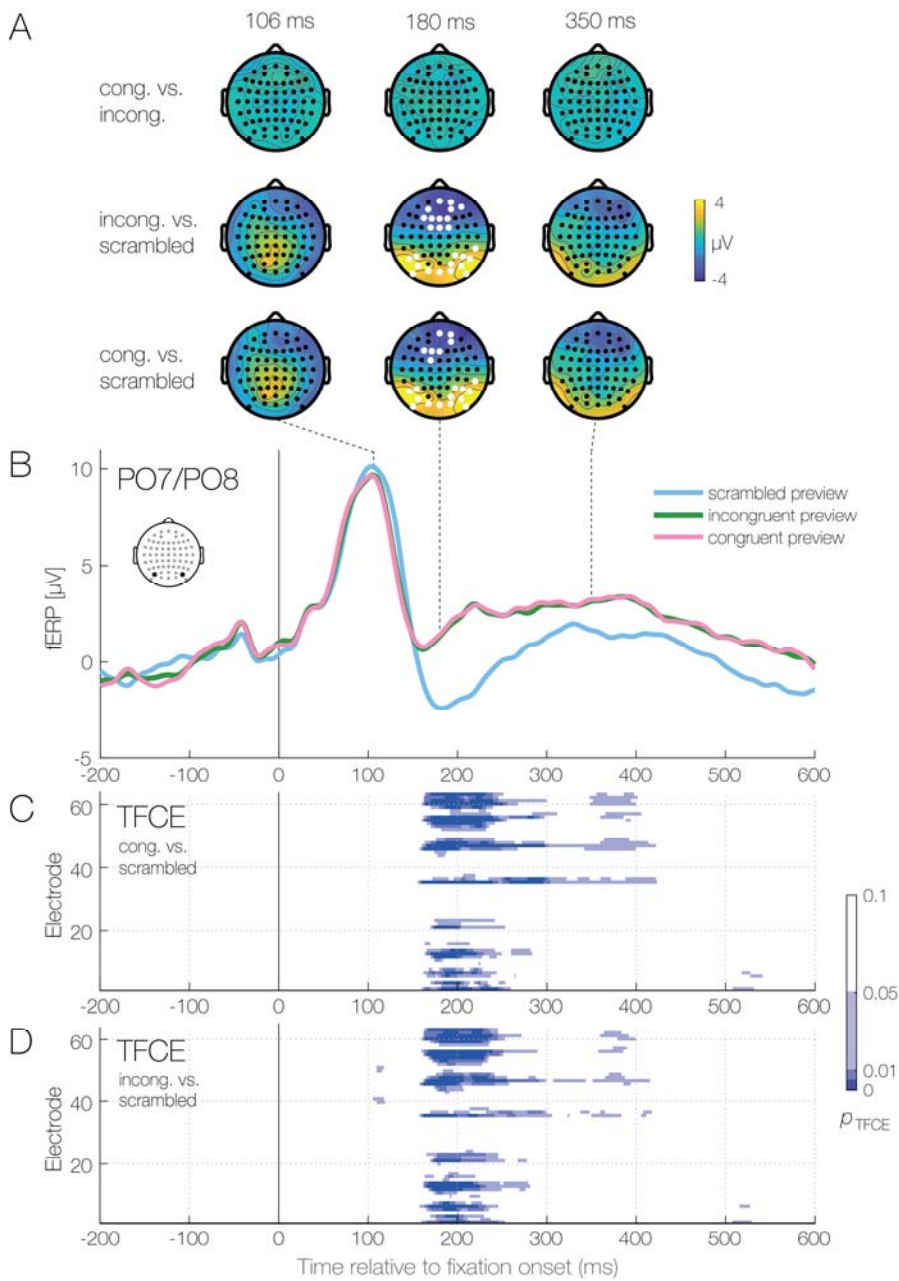 A
106 ms 180 ms 350 ms
cong. vs.
incong.
incong. vs.
scrambled
4
µV
-4
cong. vs.
scrambled
B
PO7/PO8
scrambled preview
incongruent preview
congruent preview
fERP [µV]
10
5
0
-5
-200 -100 0 100 200 300 400 500 600
C
TFCE
cong. vs.
scrambled
Electrode
60
40
20
-200 -100 0 100 200 300 400 500 600
0.1
0.05
0.01
0
pTFCE
D
TFCE
incong. vs.
scrambled
Electrode
60
40
20
-200 -100 0 100 200 300 400 500 600
Time relative to fixation onset (ms)